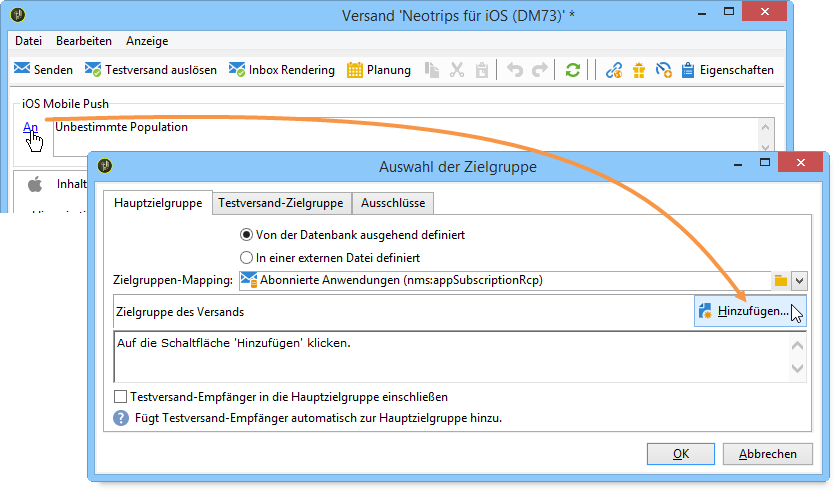 Versand 'Neotrips für iOS (DM73)' *
Datei Bearbeiten Anzeige
Senden Testversand auslösen Inbox Rendering Planung Eigenschaften
iOS Mobile Push
An Unbestimmte Population
Inhalt
Auswahl der Zielgruppe
Hauptzielgruppe Testversand-Zielgruppe Ausschlüsse
Von der Datenbank ausgehend definiert
In einer externen Datei definiert
Zielgruppen-Mapping: Abonnierte Anwendungen (nms:appSubscriptionRcp)
Zielgruppe des Versands Hinzufügen...
Auf die Schaltfläche 'Hinzufügen' klicken.
Testversand-Empfänger in die Hauptzielgruppe einschließen
Fügt Testversand-Empfänger automatisch zur Hauptzielgruppe hinzu.
OK Abbrechen